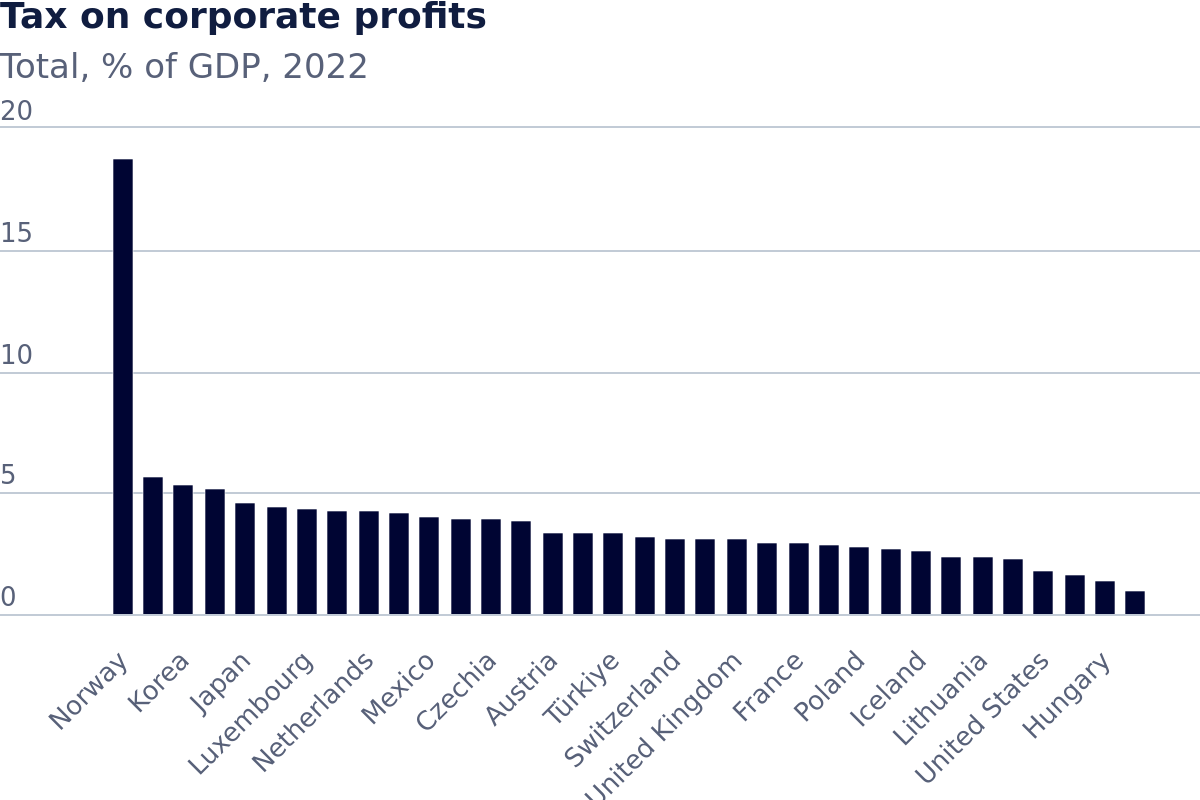 Tax on corporate profits
Total, % of GDP, 2022
20
15
10
5
0
Norway
Korea
Japan
Luxembourg
Netherlands
Mexico
Czechia
Austria
Türkiye
Switzerland
United Kingdom
France
Poland
Iceland
Lithuania
United States
Hungary